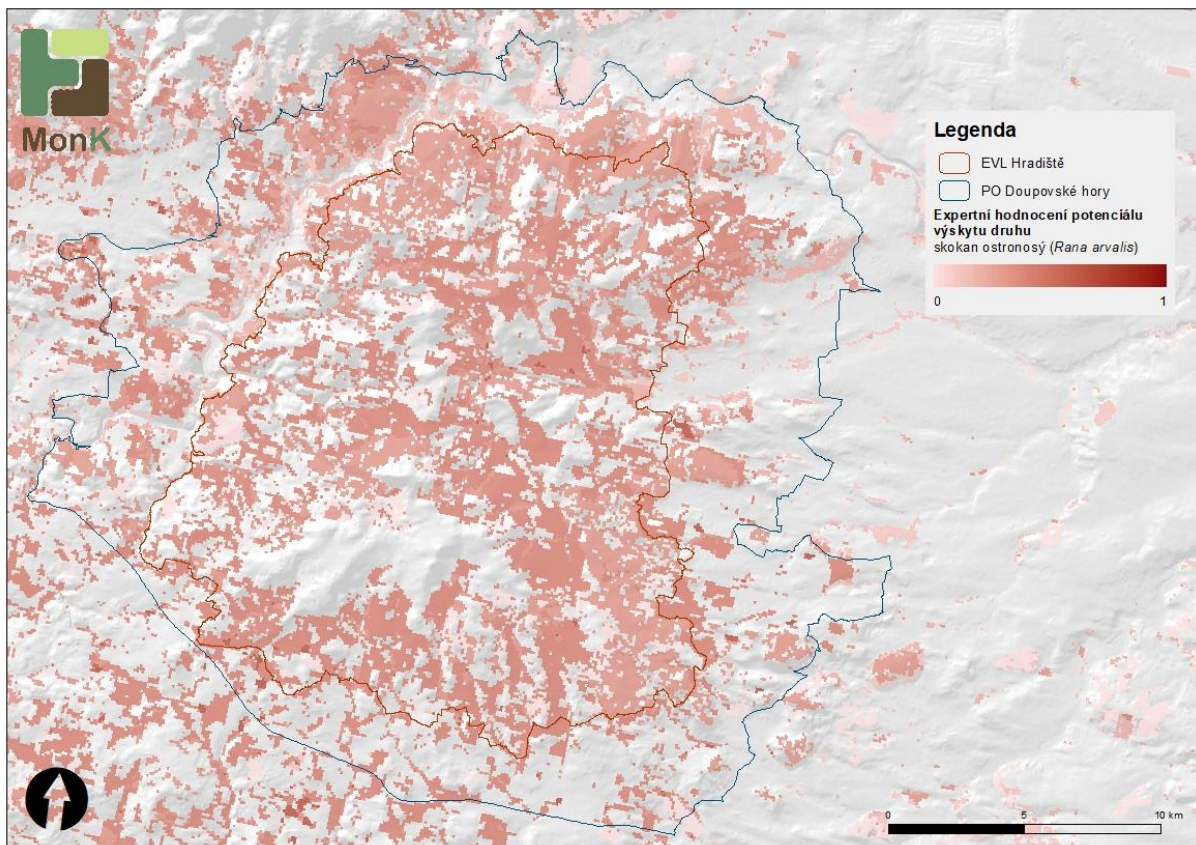 MonK
Legenda
EVL Hradiště
PO Doupovské hory
Expertní hodnocení potenciálu
výskytu druhu
skokan ostronosý (Rana arvalis)
0 1
0 5 10 km